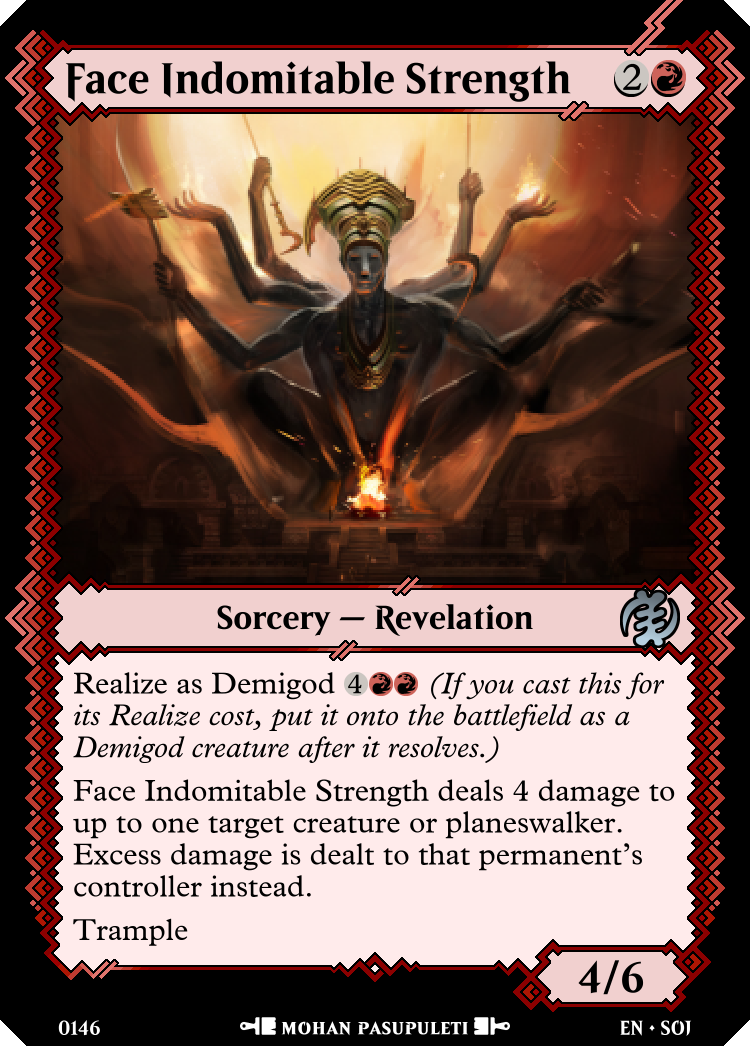 Face Indomitable Strength 2
Sorcery — Revelation
Realize as Demigod 4 (If you cast this for
its Realize cost, put it onto the battlefield as a
Demigod creature after it resolves.)
Face Indomitable Strength deals 4 damage to
up to one target creature or planeswalker.
Excess damage is dealt to that permanent's
controller instead.
Trample
4/6
0146 MOHAN PASUPULETI EN • SOI